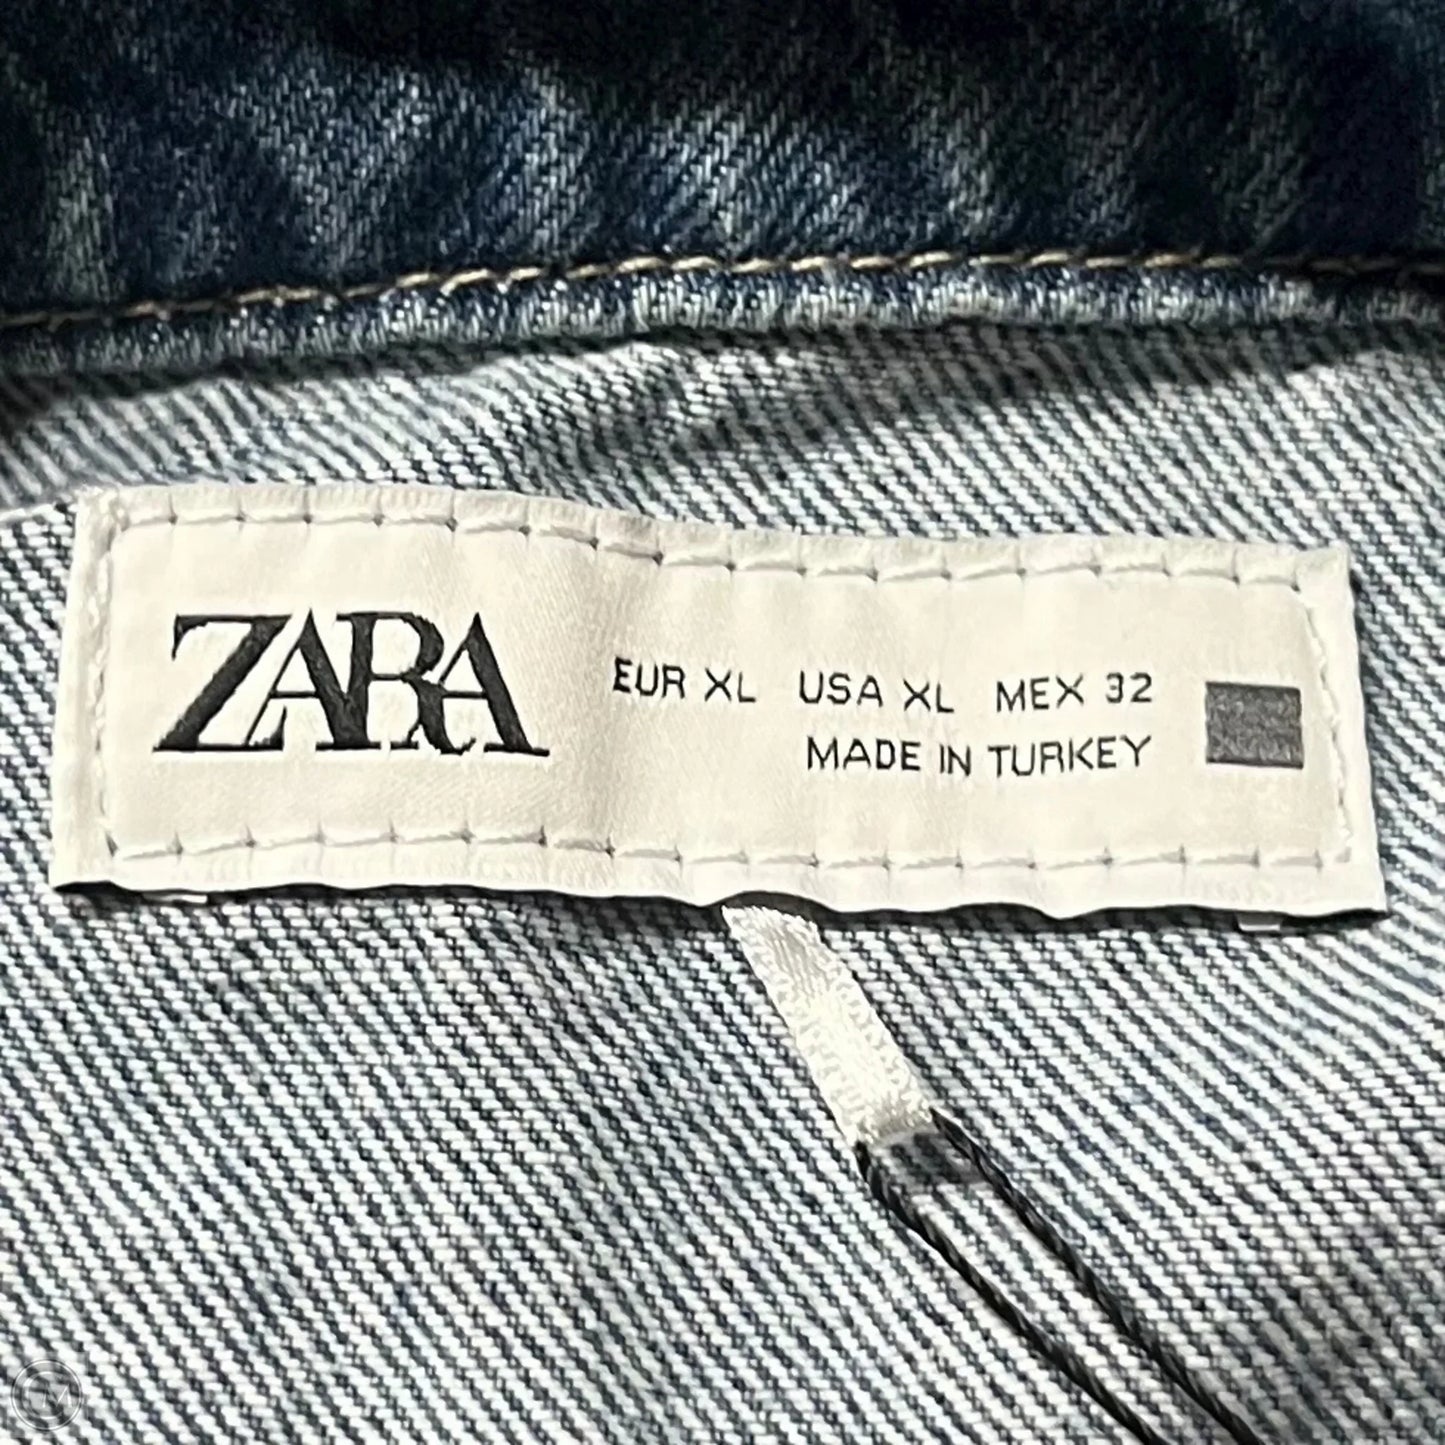 ZARA
EUR XL USA XL MEX 32
MADE IN TURKEY